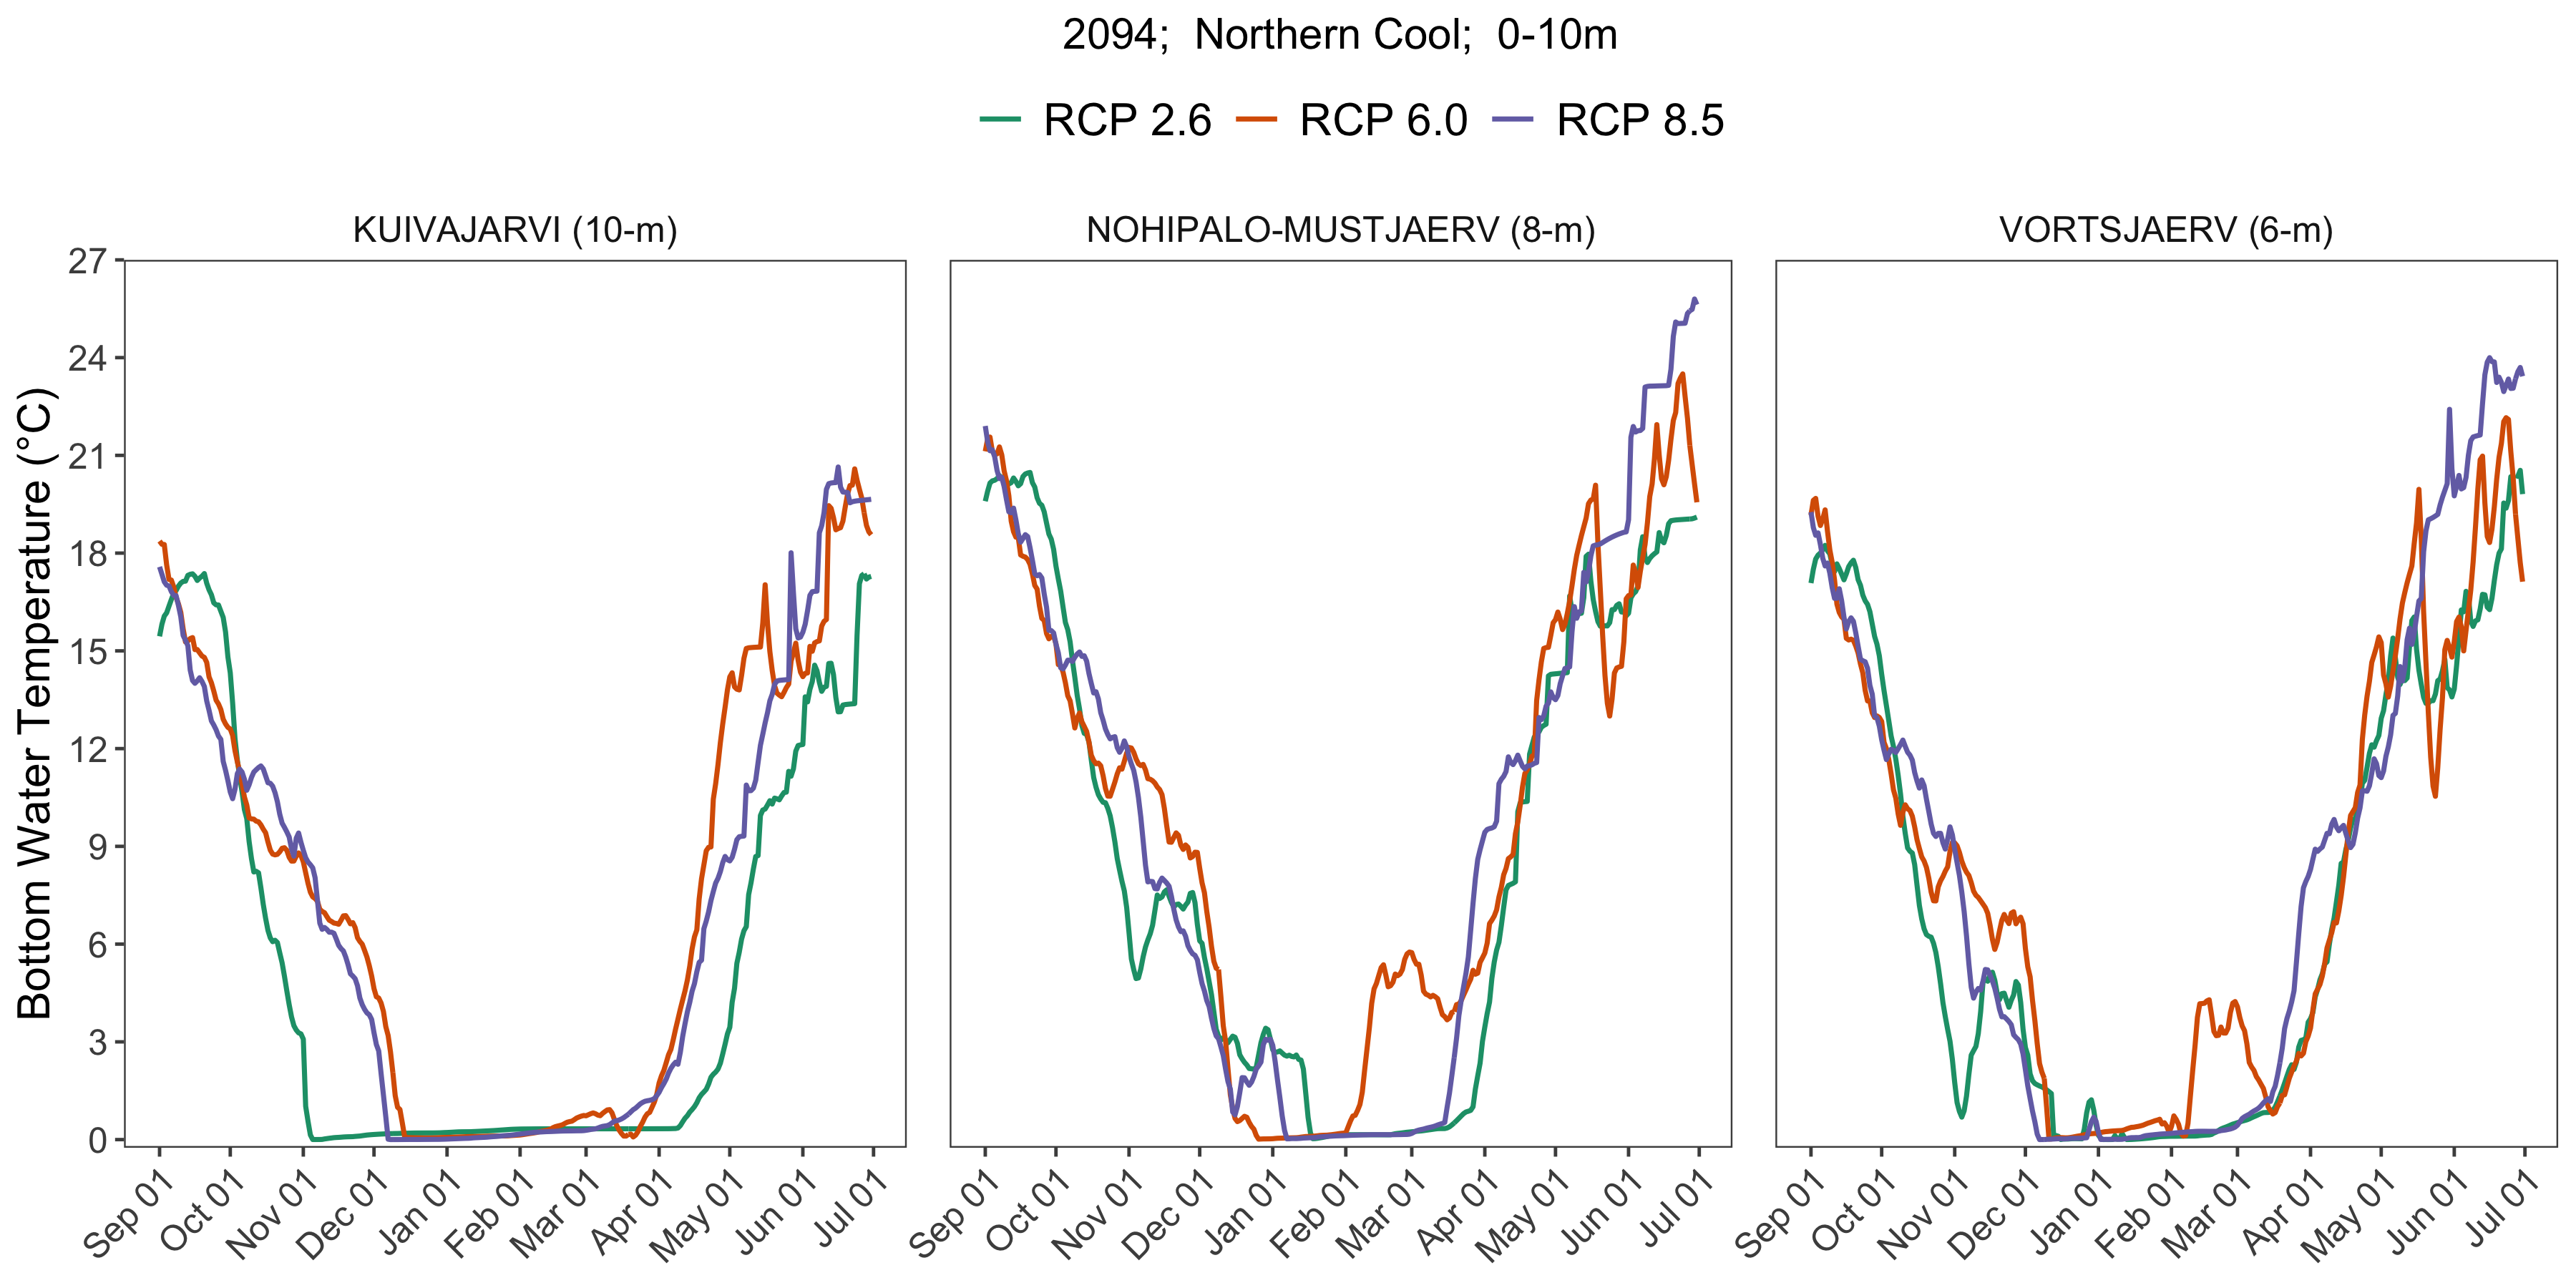 2094;  Northern Cool;  0-10m
RCP 2.6 RCP 6.0 RCP 8.5
KUIVAJARVI (10-m) NOHIPALO-MUSTJAERV (8-m) VORTSJAERV (6-m)
Bottom Water Temperature (°C)
27
24
21
18
15
12
9
6
3
0
Sep 01 Oct 01 Nov 01 Dec 01 Jan 01 Feb 01 Mar 01 Apr 01 May 01 Jun 01 Jul 01
Sep 01 Oct 01 Nov 01 Dec 01 Jan 01 Feb 01 Mar 01 Apr 01 May 01 Jun 01 Jul 01
Sep 01 Oct 01 Nov 01 Dec 01 Jan 01 Feb 01 Mar 01 Apr 01 May 01 Jun 01 Jul 01